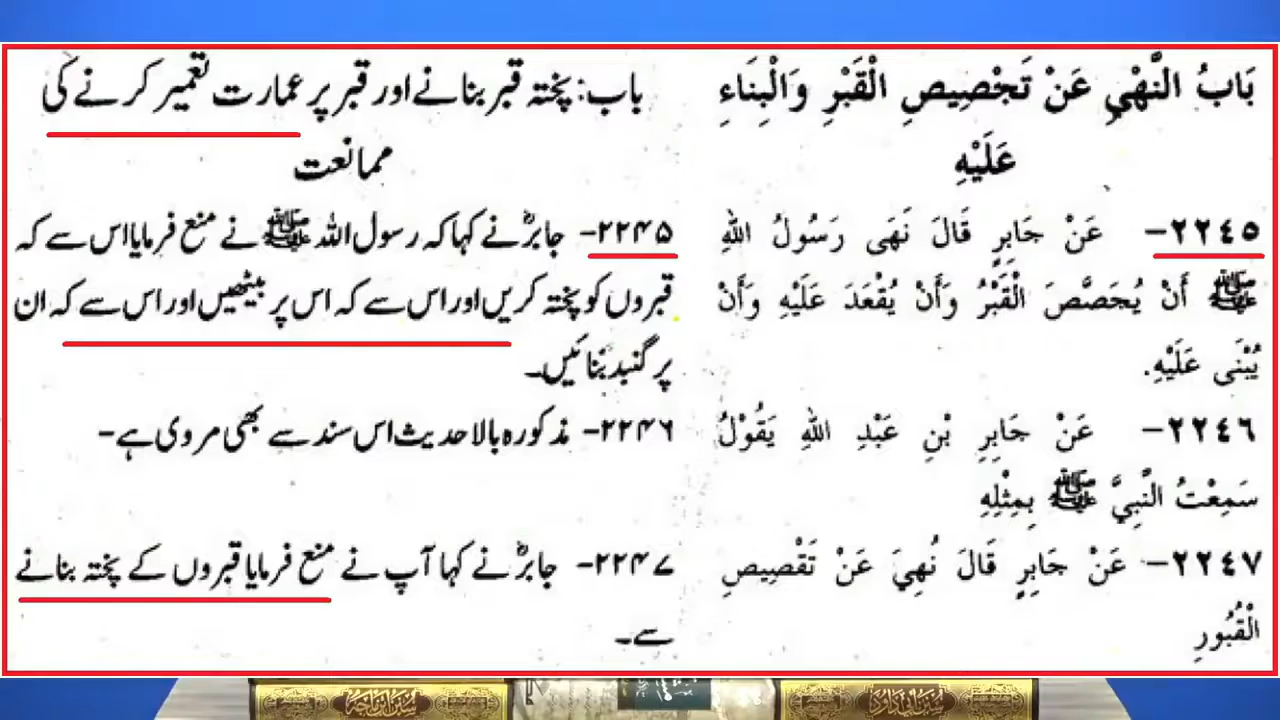 بَابُ النَّهْيِ عَنْ تَجْصِيصِ الْقَبْرِ وَالْبِنَاءِ
عَلَيْهِ
٢٢٤٥- عَنْ جَابِرٍ قَالَ نَهَى رَسُولُ اللهِ
ﷺ أَنْ يُجَصَّصَ الْقَبْرُ وَأَنْ يُقْعَدَ عَلَيْهِ وَأَنْ
يُبْنَى عَلَيْهِ.
٢٢٤٦- عَنْ جَابِرِ بْنِ عَبْدِ اللهِ يَقُوْلُ
سَمِعْتُ النَّبِيَّ ﷺ بِمِثْلِهِ
٢٢٤٧- عَنْ جَابِرٍ قَالَ نُهِيَ عَنْ تَقْصِيصِ
الْقُبُورِ
باب: پختہ قبر بنانے اور قبر پر عمارت تعمیر کرنے کی
ممانعت
۲۲۴۵- جابرؓ نے کہا کہ رسول اللہ ﷺ نے منع فرمایا اس سے کہ
قبروں کو پختہ کریں اور اس سے کہ اس پر بیٹھیں اور اس سے کہ ان
پر گنبد بنائیں۔
۲۲۴۶- مذکورہ بالا حدیث اس سند سے بھی مروی ہے-
۲۲۴۷- جابرؓ نے کہا آپ نے منع فرمایا قبروں کے پختہ بنانے
سے۔
سُنَن ابن مَاجَه
سُنَن أبي دَاوُد